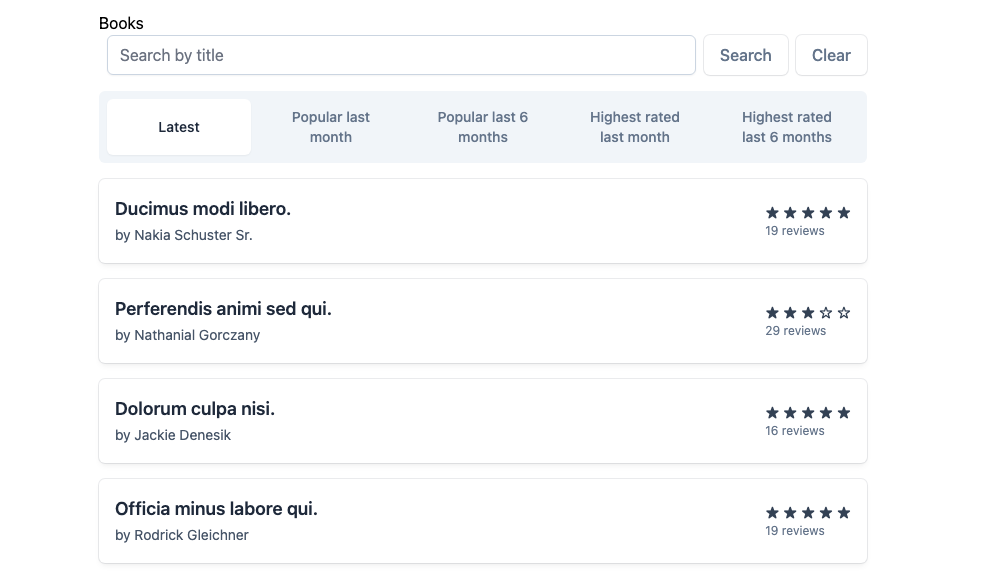 Books
Search by title
Search
Clear
Latest
Popular last
month
Popular last 6
months
Highest rated
last month
Highest rated
last 6 months
Ducimus modi libero.
by Nakia Schuster Sr.
19 reviews
Perferendis animi sed qui.
by Nathanial Gorczany
29 reviews
Dolorum culpa nisi.
by Jackie Denesik
16 reviews
Officia minus labore qui.
by Rodrick Gleichner
19 reviews